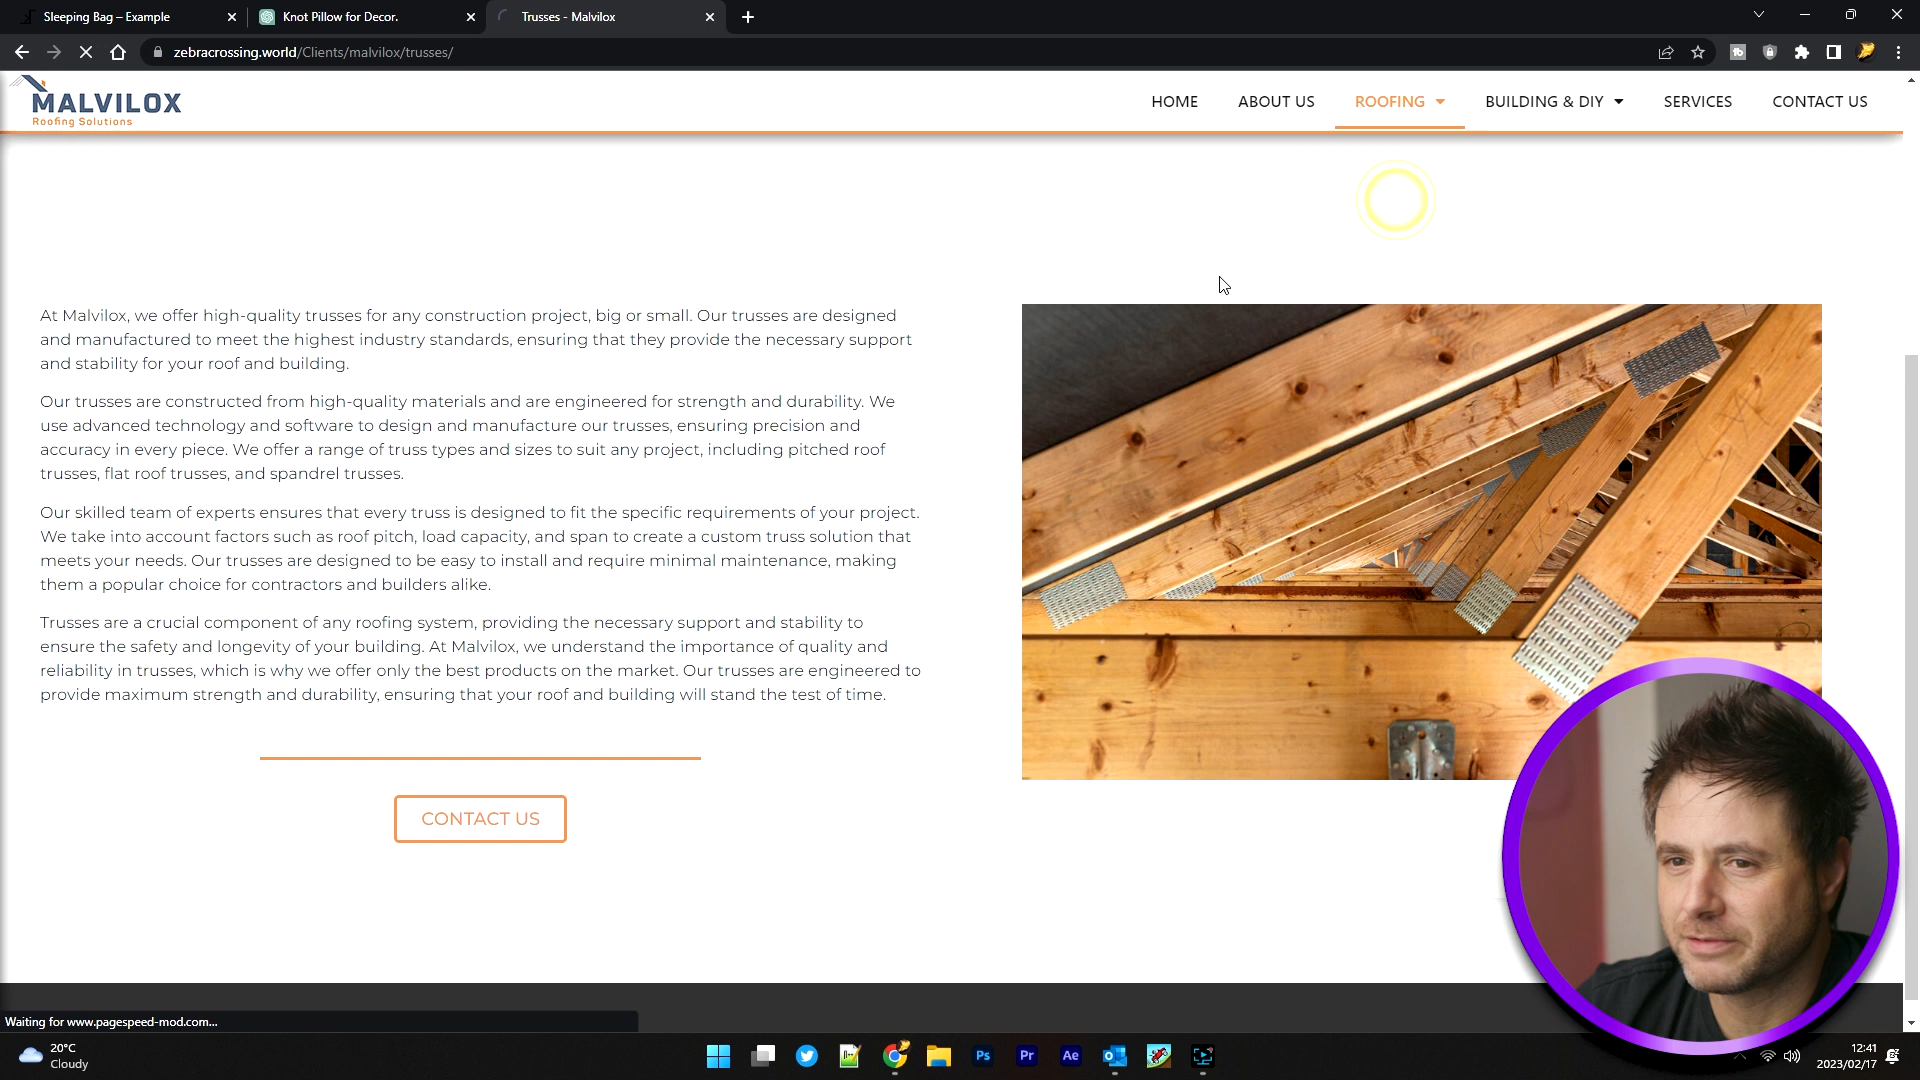 Sleeping Bag – Example
Knot Pillow for Decor.
Trusses - Malvilox
zebracrossing.world/Clients/malvilox/trusses/
MALVILOX
Roofing Solutions
HOME
ABOUT US
ROOFING
BUILDING & DIY
SERVICES
CONTACT US
At Malvilox, we offer high-quality trusses for any construction project, big or small. Our trusses are designed
and manufactured to meet the highest industry standards, ensuring that they provide the necessary support
and stability for your roof and building.
Our trusses are constructed from high-quality materials and are engineered for strength and durability. We
use advanced technology and software to design and manufacture our trusses, ensuring precision and
accuracy in every piece. We offer a range of truss types and sizes to suit any project, including pitched roof
trusses, flat roof trusses, and spandrel trusses.
Our skilled team of experts ensures that every truss is designed to fit the specific requirements of your project.
We take into account factors such as roof pitch, load capacity, and span to create a custom truss solution that
meets your needs. Our trusses are designed to be easy to install and require minimal maintenance, making
them a popular choice for contractors and builders alike.
Trusses are a crucial component of any roofing system, providing the necessary support and stability to
ensure the safety and longevity of your building. At Malvilox, we understand the importance of quality and
reliability in trusses, which is why we offer only the best products on the market. Our trusses are engineered to
provide maximum strength and durability, ensuring that your roof and building will stand the test of time.
CONTACT US
Waiting for www.pagespeed-mod.com...
20°C
Cloudy
Ps
Pr
Ae
12:41
2023/02/17